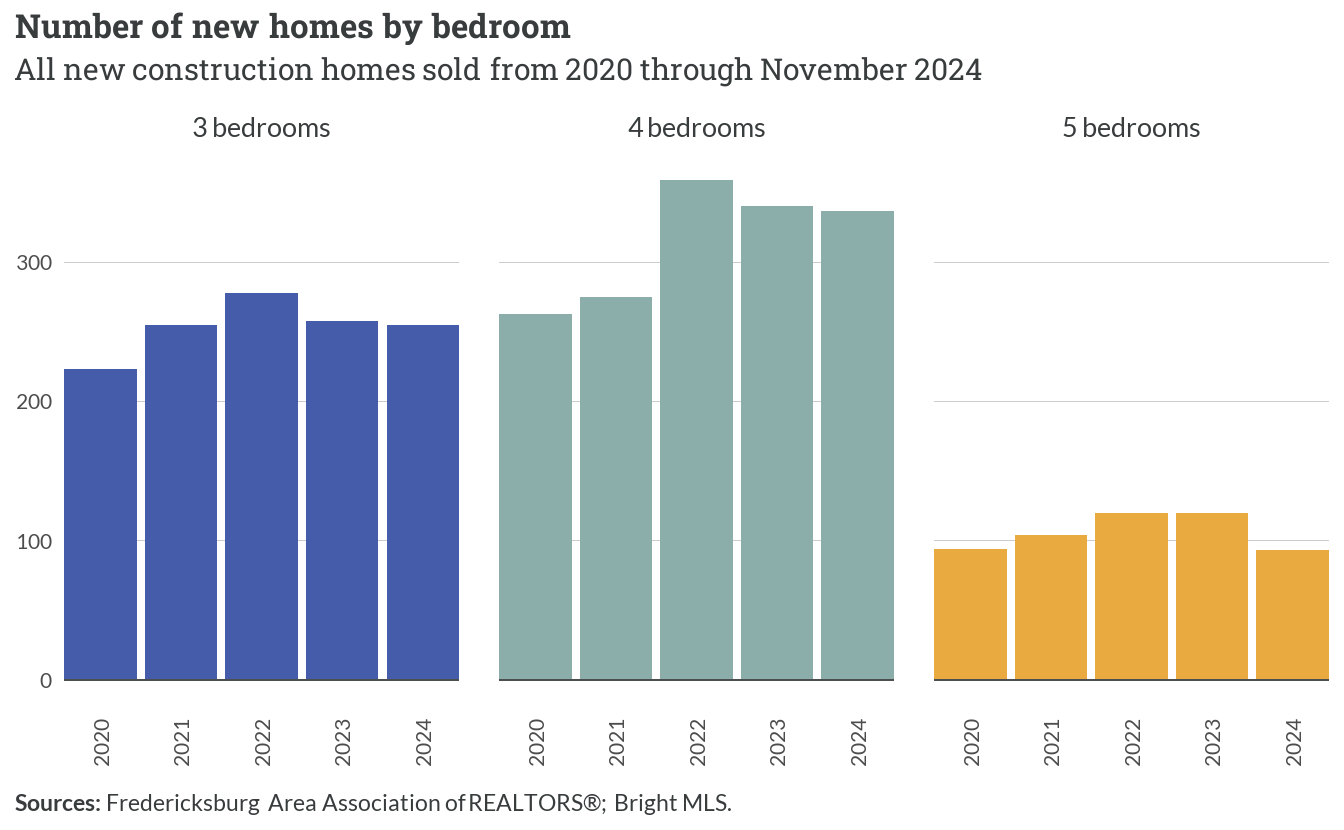 Number of new homes by bedroom
All new construction homes sold from 2020 through November 2024
3 bedrooms
4 bedrooms
5 bedrooms
300
200
100
0
2020 2021 2022 2023 2024
2020 2021 2022 2023 2024
2020 2021 2022 2023 2024
Sources: Fredericksburg Area Association of REALTORS®; Bright MLS.